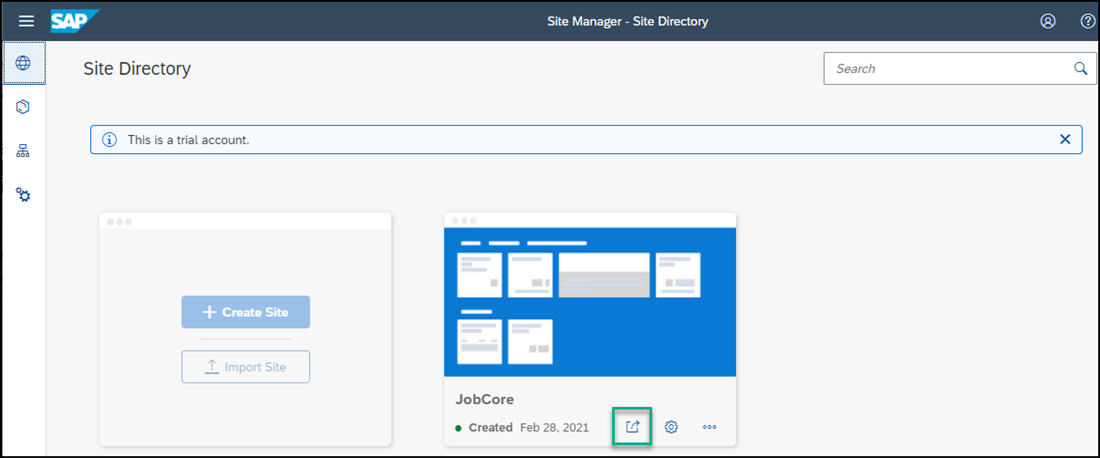 SAP
Site Manager - Site Directory
Site Directory
Search
This is a trial account.
+ Create Site
Import Site
JobCore
Created Feb 28, 2021